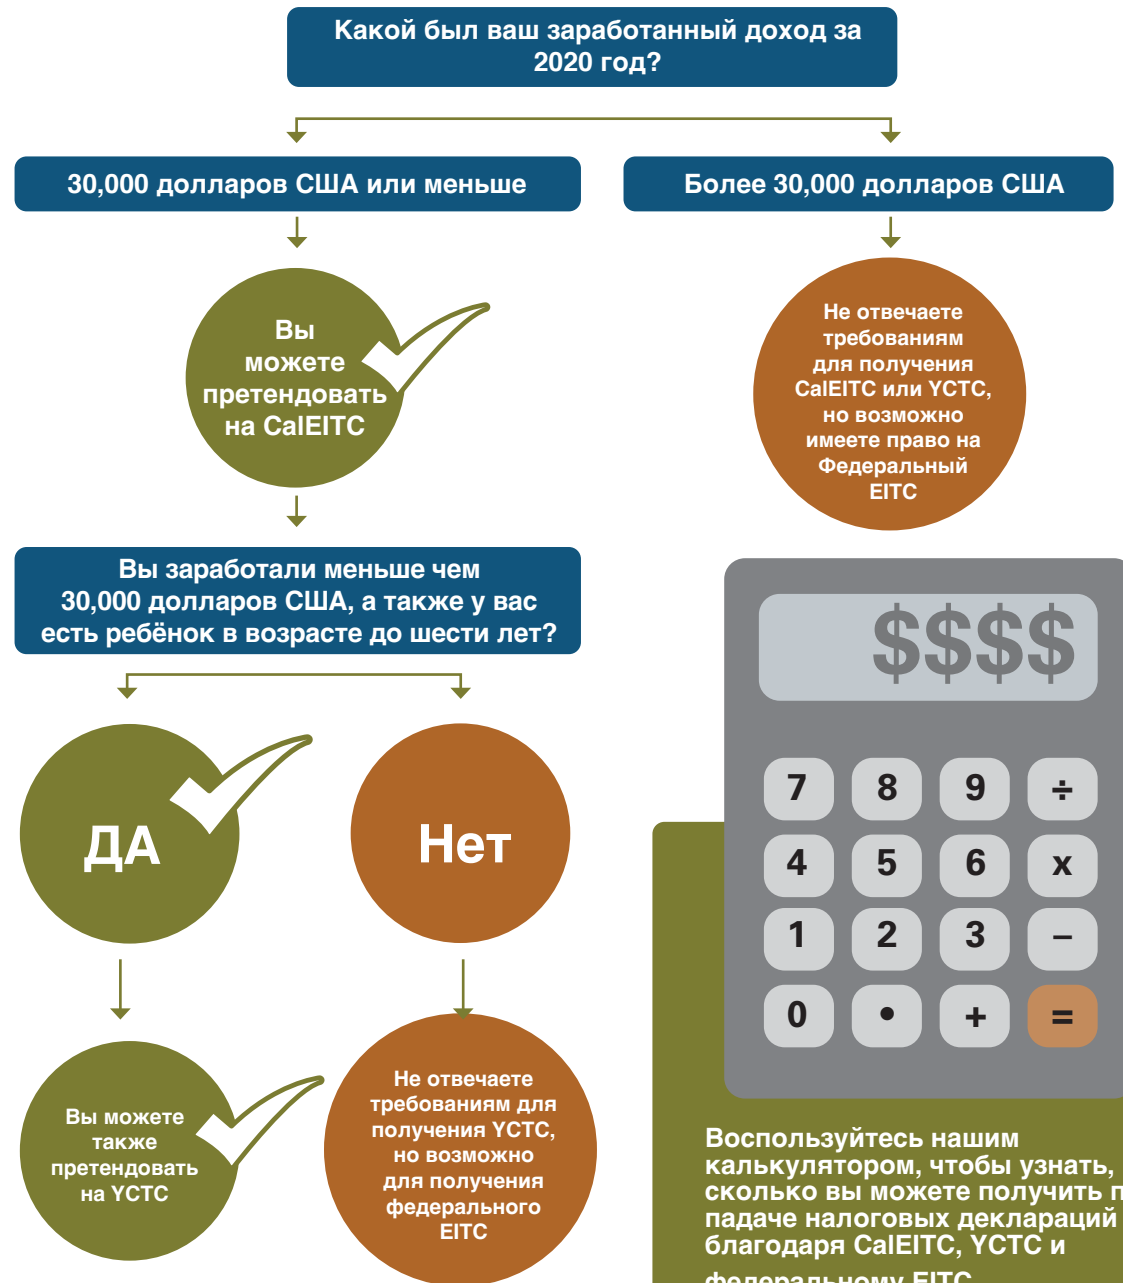 Какой был ваш заработанный доход за
2020 год?
30,000 долларов США или меньше
Более 30,000 долларов США
Вы
можете
претендовать
на CalEITC
Не отвечаете
требованиям
для получения
CalEITC или YCTC,
но возможно
имеете право на
Федеральный
EITC
Вы заработали меньше чем
30,000 долларов США, а также у вас
есть ребёнок в возрасте до шести лет?
ДА
Нет
Вы можете
также
претендовать
на YCTC
Не отвечаете
требованиям для
получения YCTC,
но возможно
для получения
федерального
EITC
$$$$
7 8 9 ÷
4 5 6 x
1 2 3 –
0 • + =
Воспользуйтесь нашим
калькулятором, чтобы узнать,
сколько вы можете получить
падаче налоговых деклараций
благодаря CalEITC, YCTC и
федеральному EITC